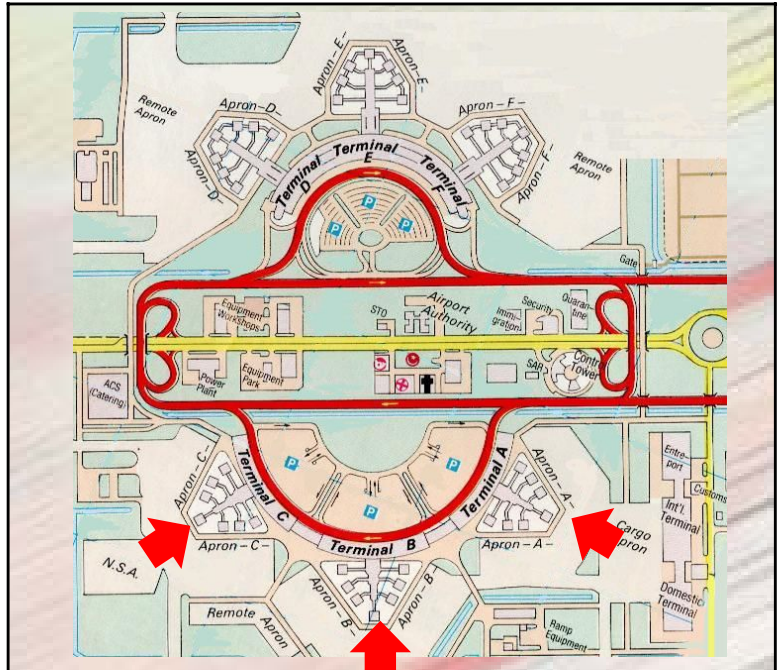 Apron-E-
Apron-E-
Remote
Apron
Apron-D-
Apron-D
Apron-F-
Apron-F-
Remote
Apron
Terminal
D
Terminal
E
Terminal
F
P
P
P
Gate
Equipment
Workshops
STO
Airport
Authority
Immi-
gration
Security
Quaran-
tine
ACS
(Catering)
Power
Plant
Equipment
Park
SAR
Control
Tower
Apron-C-
Apron-C-
Terminal
C
P
P
P
Terminal
A
Apron-A-
Apron-A-
Terminal B
Apron-B-
Apron-B
N.S.A.
Remote
Apron
Cargo
Apron
Entre-
port
Customs
Int'L.
Terminal
Domestic
Terminal
Ramp
Equipment